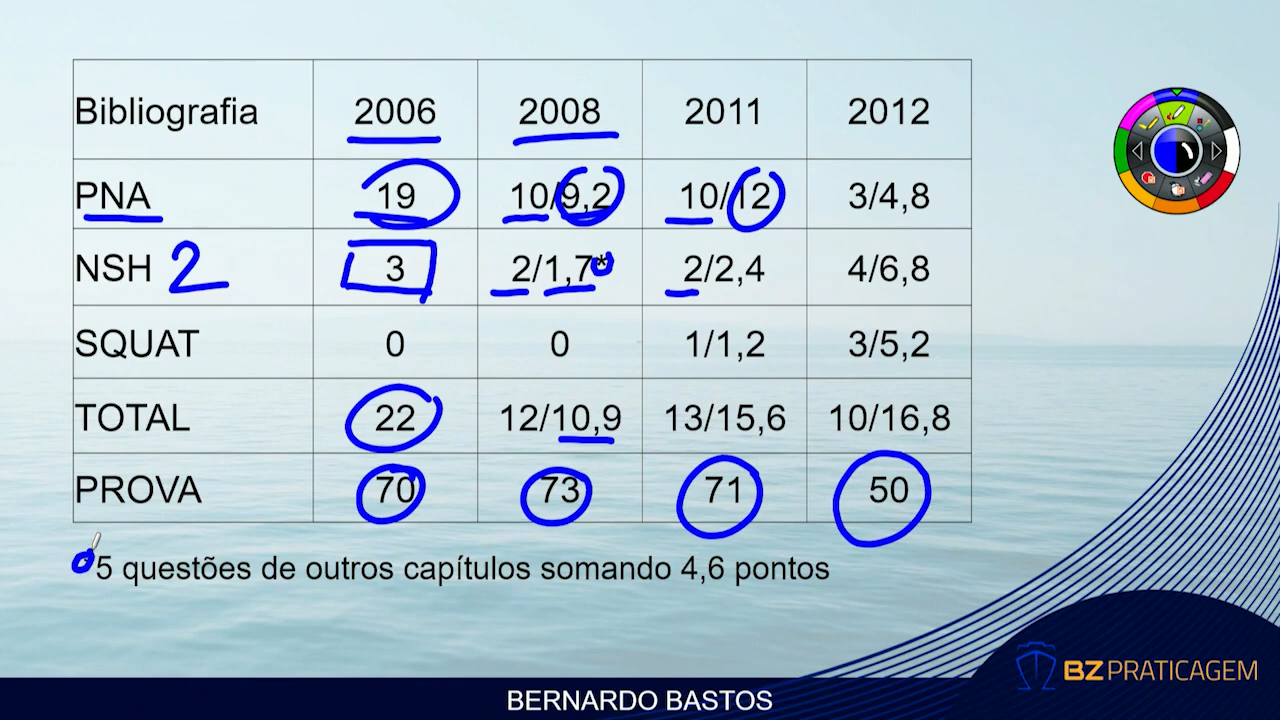 Bibliografia 2006 2008 2011 2012
PNA 19 10/9,2 10/12 3/4,8
NSH 2 3 2/1,7* 2/2,4 4/6,8
SQUAT 0 0 1/1,2 3/5,2
TOTAL 22 12/10,9 13/15,6 10/16,8
PROVA 70 73 71 50
5 questões de outros capítulos somando 4,6 pontos
BZPRATICAGEM
BERNARDO BASTOS